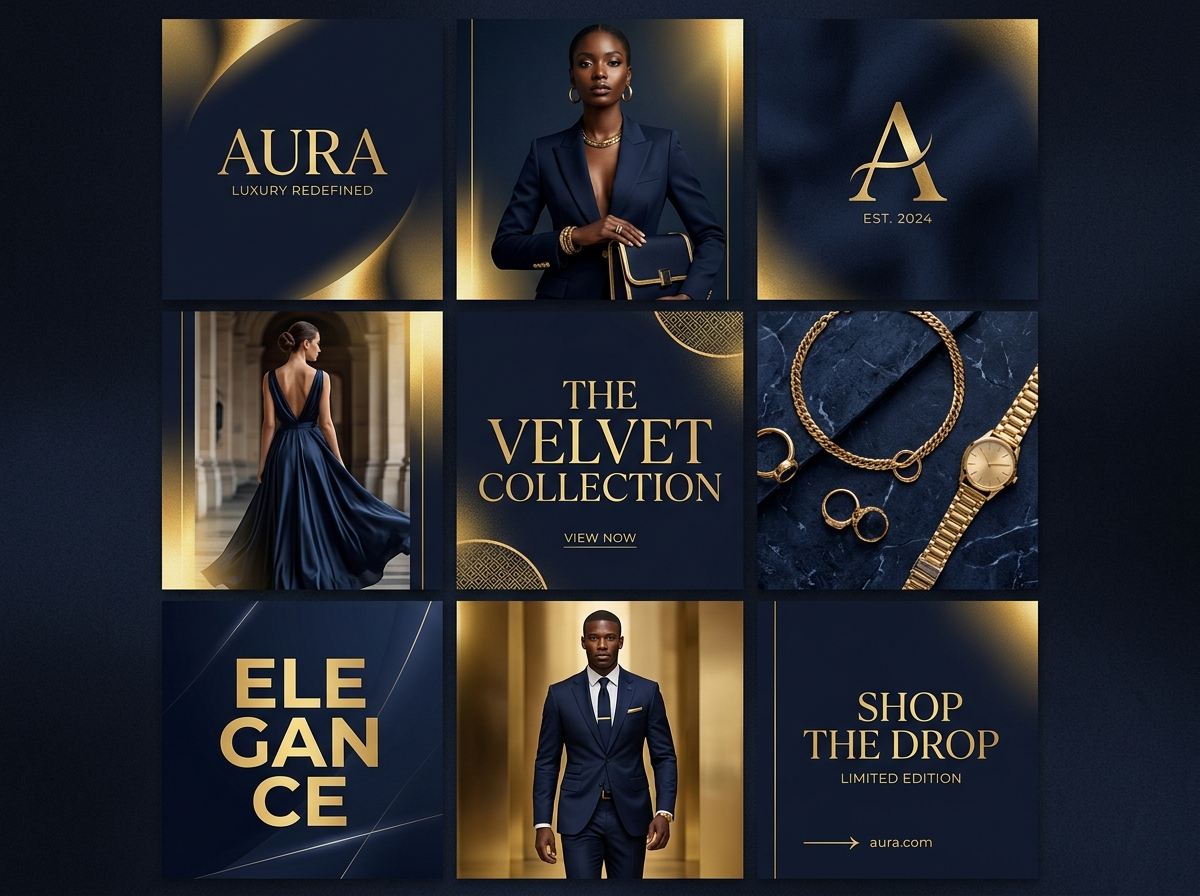 AURA
LUXURY REDEFINED
A
EST. 2024
THE
VELVET
COLLECTION
VIEW NOW
ELE
GAN
CE
SHOP
THE DROP
LIMITED EDITION
aura.com